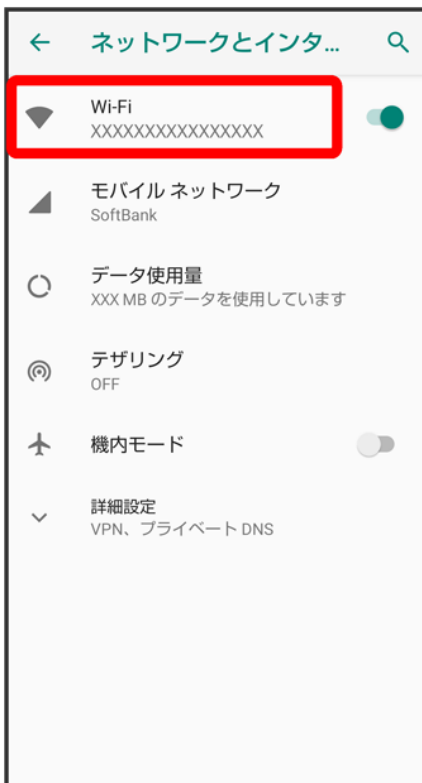 ネットワークとインタ...
Wi-Fi
XXXXXXXXXXXXXXXX
モバイル ネットワーク
SoftBank
データ使用量
XXX MB のデータを使用しています
テザリング
OFF
機内モード
詳細設定
VPN、プライベート DNS